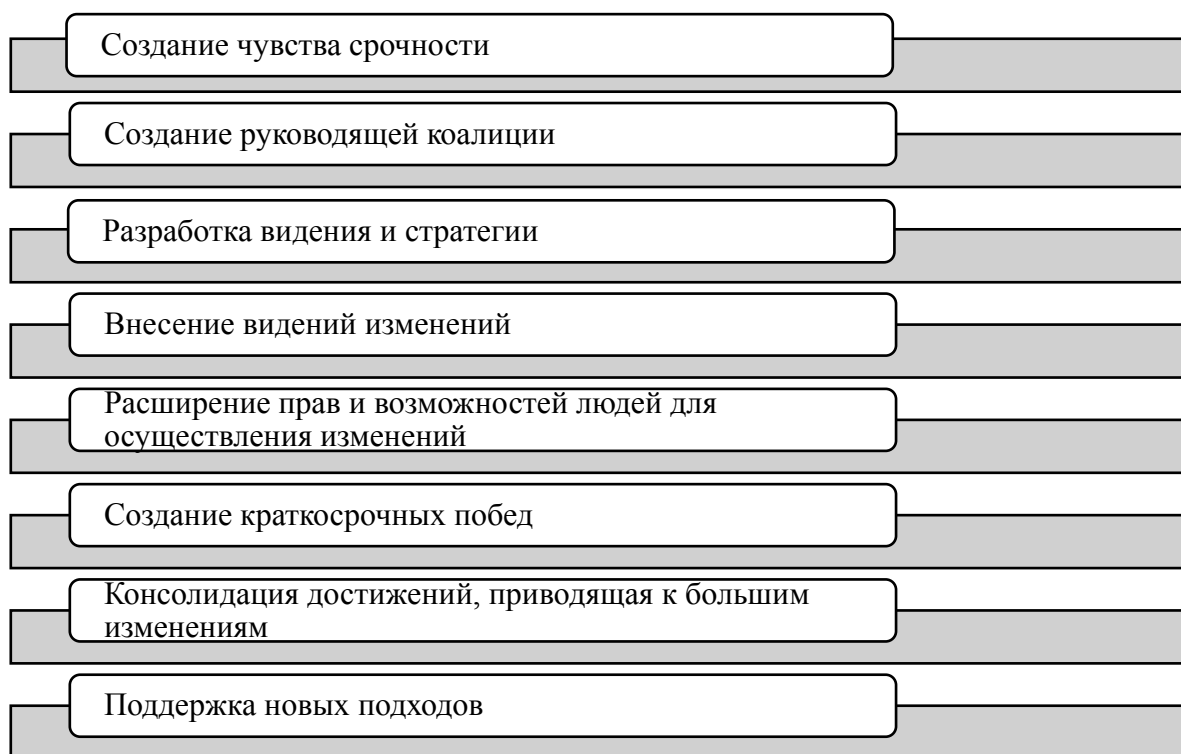 Создание чувства срочности
Создание руководящей коалиции
Разработка видения и стратегии
Внесение видений изменений
Расширение прав и возможностей людей для
осуществления изменений
Создание краткосрочных побед
Консолидация достижений, приводящая к большим
изменениям
Поддержка новых подходов